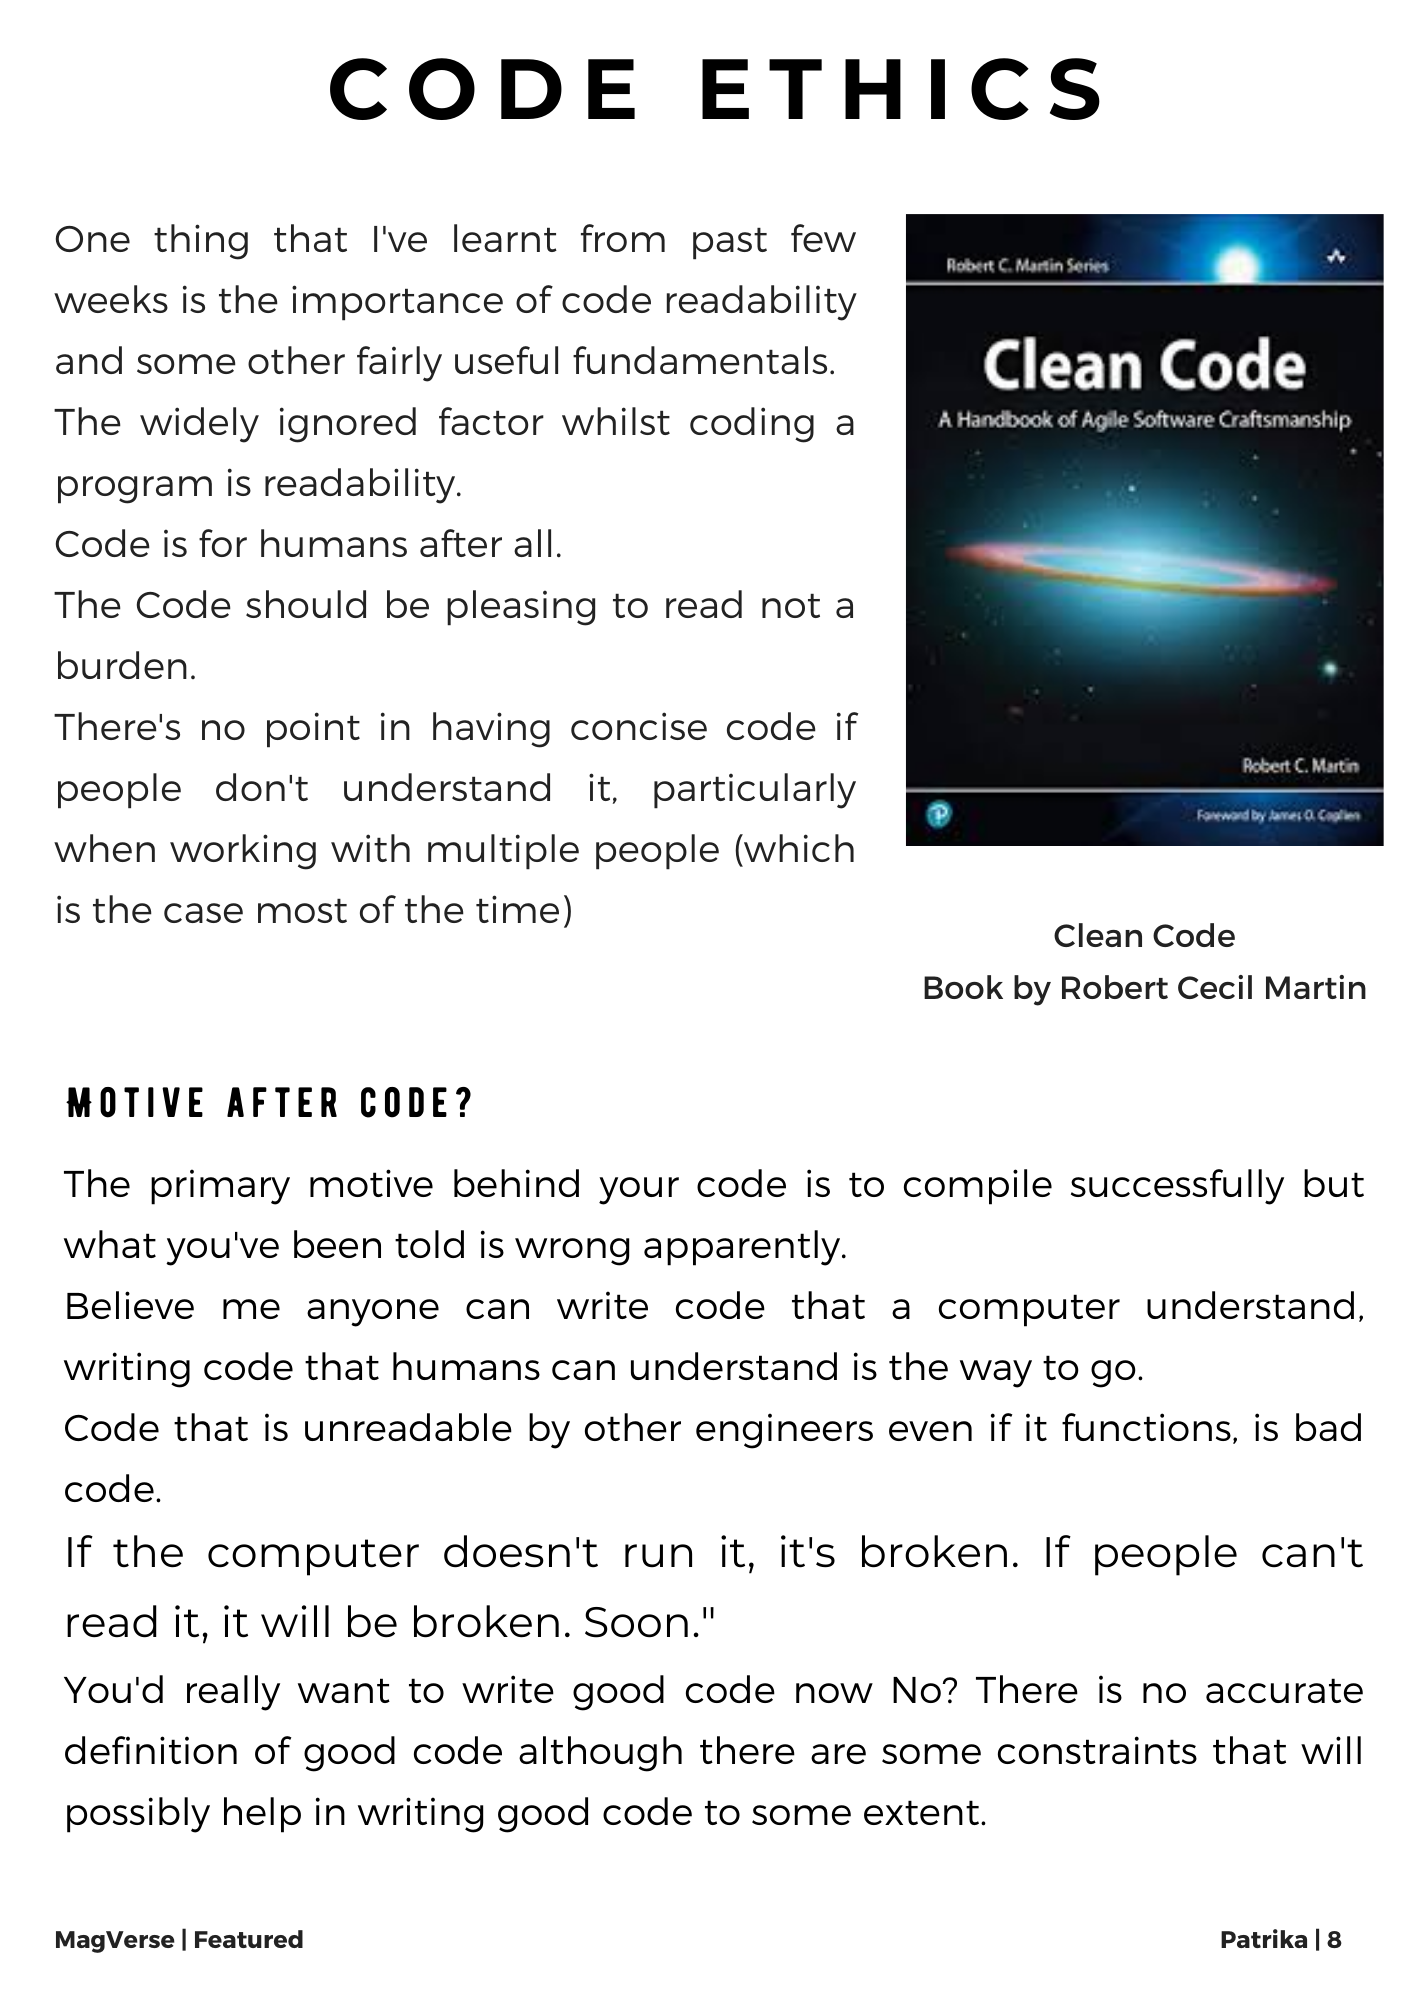 CODE ETHICS
One thing that I've learnt from past few
weeks is the importance of code readability
and some other fairly useful fundamentals.
The widely ignored factor whilst coding a
program is readability.
Code is for humans after all.
The Code should be pleasing to read not a
burden.
There's no point in having concise code if
people don't understand it, particularly
when working with multiple people (which
is the case most of the time)
Robert C. Martin Series
Clean Code
A Handbook of Agile Software Craftsmanship
Robert C. Martin
Foreword by James O. Coplien
Clean Code
Book by Robert Cecil Martin
MOTIVE AFTER CODE?
The primary motive behind your code is to compile successfully but
what you've been told is wrong apparently.
Believe me anyone can write code that a computer understand,
writing code that humans can understand is the way to go.
Code that is unreadable by other engineers even if it functions, is bad
code.
If the computer doesn't run it, it's broken. If people can't
read it, it will be broken. Soon."
You'd really want to write good code now No? There is no accurate
definition of good code although there are some constraints that will
possibly help in writing good code to some extent.
MagVerse | Featured
Patrika | 8